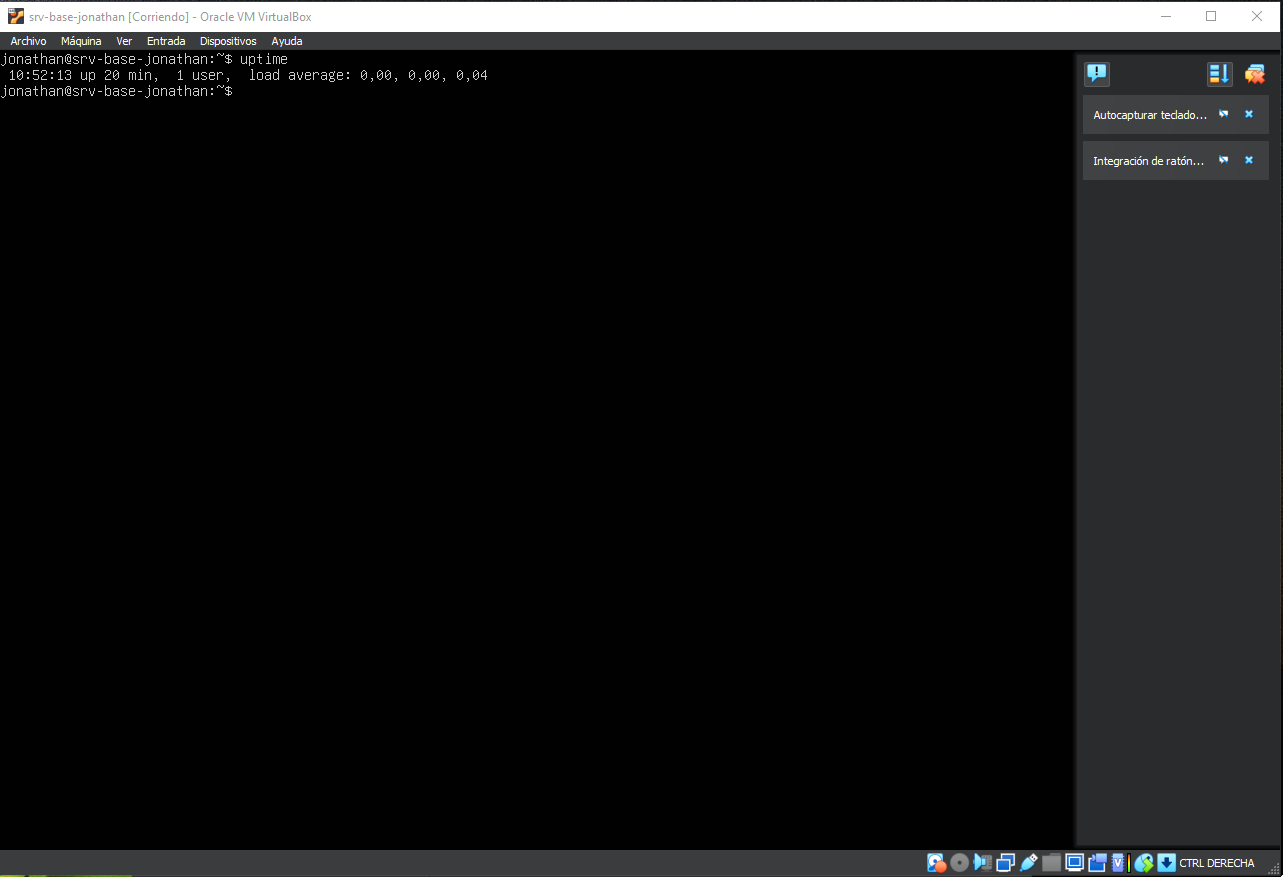 srv-base-jonathan [Corriendo] - Oracle VM VirtualBox
Archivo Máquina Ver Entrada Dispositivos Ayuda
jonathan@srv-base-jonathan:~$ uptime
 10:52:13 up 20 min,  1 user,  load average: 0,00, 0,00, 0,04
jonathan@srv-base-jonathan:~$
Autocapturar teclado...
Integración de ratón...
CTRL DERECHA